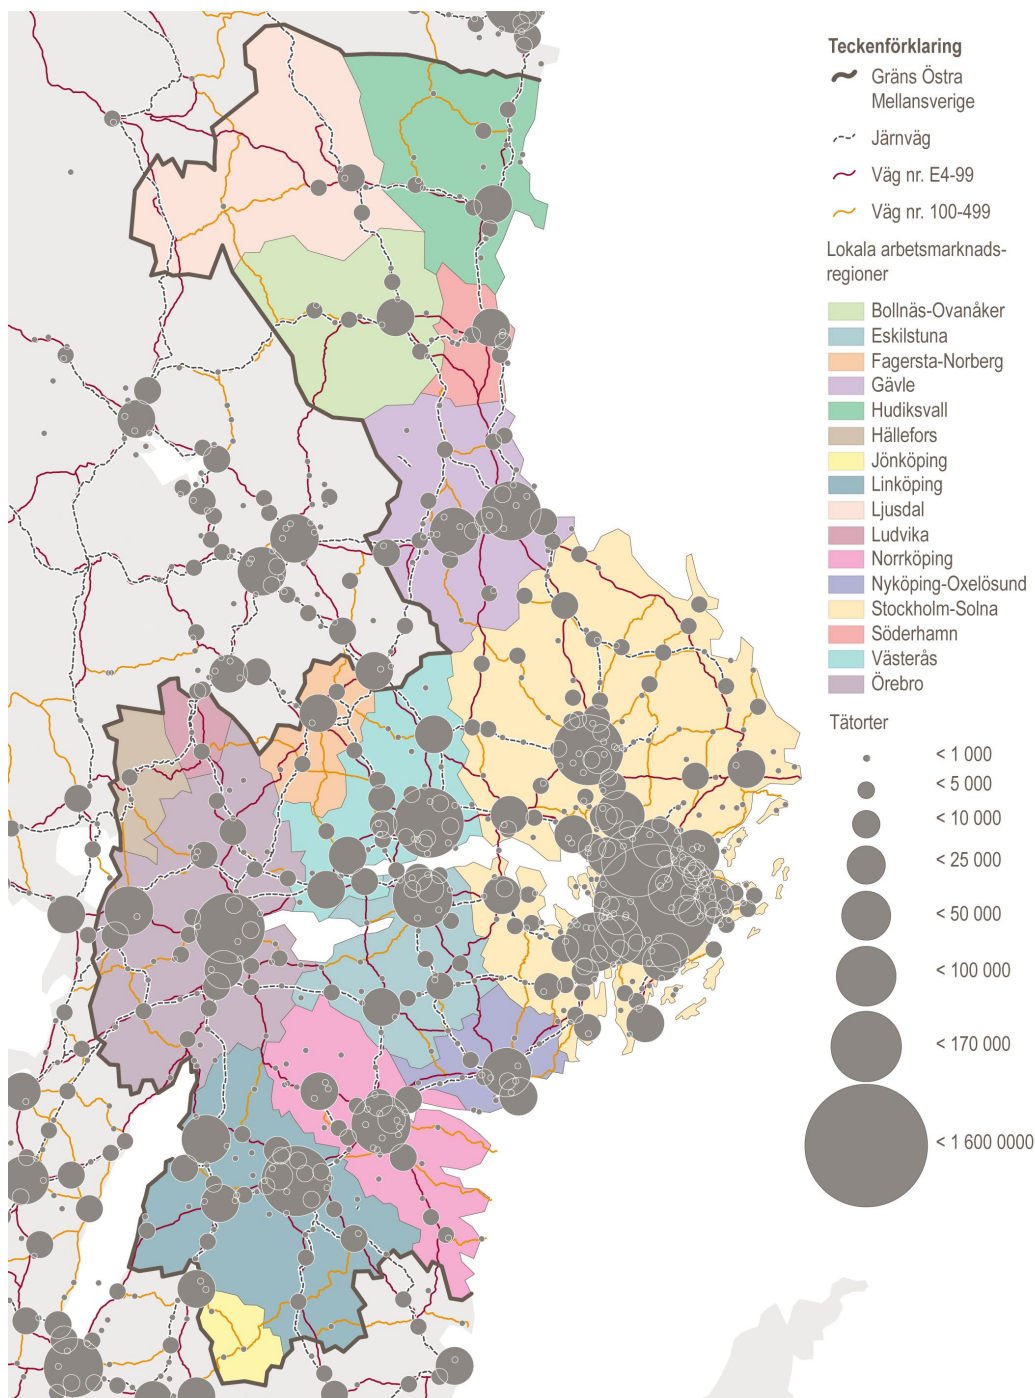 Teckenförklaring
Gräns Östra
Mellansverige
Järnväg
Väg nr. E4-99
Väg nr. 100-499
Lokala arbetsmarknads-
regioner
Bollnäs-Ovanåker
Eskilstuna
Fagersta-Norberg
Gävle
Hudiksvall
Hällefors
Jönköping
Linköping
Ljusdal
Ludvika
Norrköping
Nyköping-Oxelösund
Stockholm-Solna
Söderhamn
Västerås
Örebro
Tätorter
< 1 000
< 5 000
< 10 000
< 25 000
< 50 000
< 100 000
< 170 000
< 1 600 0000